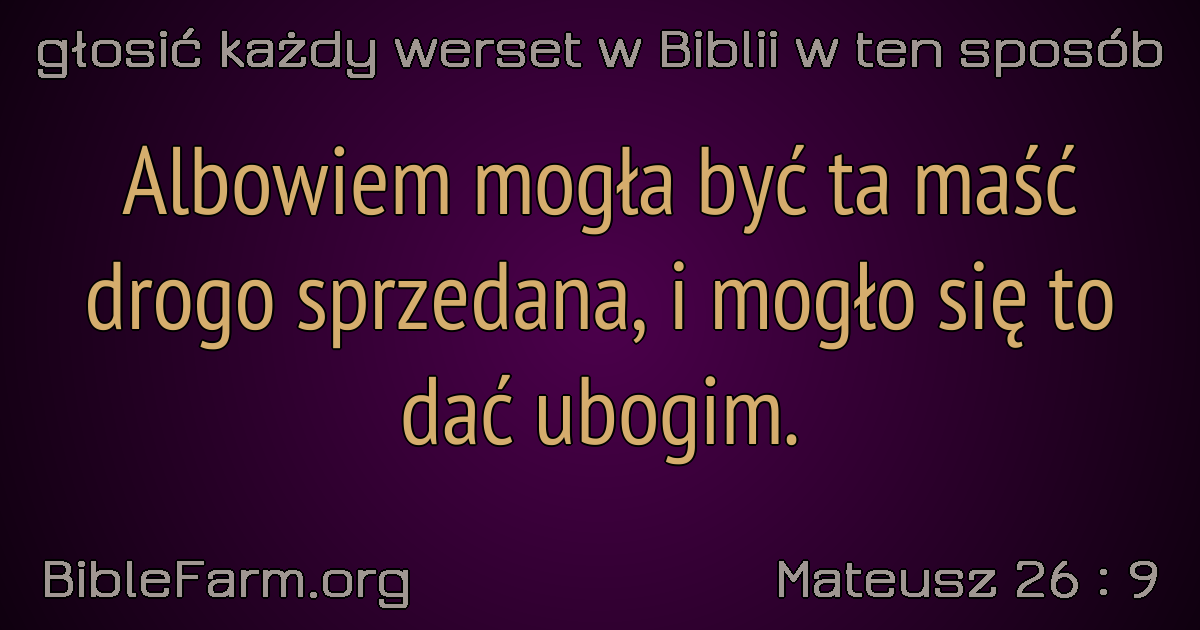 głosić każdy werset w Biblii w ten sposób
Albowiem mogła być ta maść
drogo sprzedana, i mogło się to
dać ubogim.
BibleFarm.org
Mateusz 26 : 9